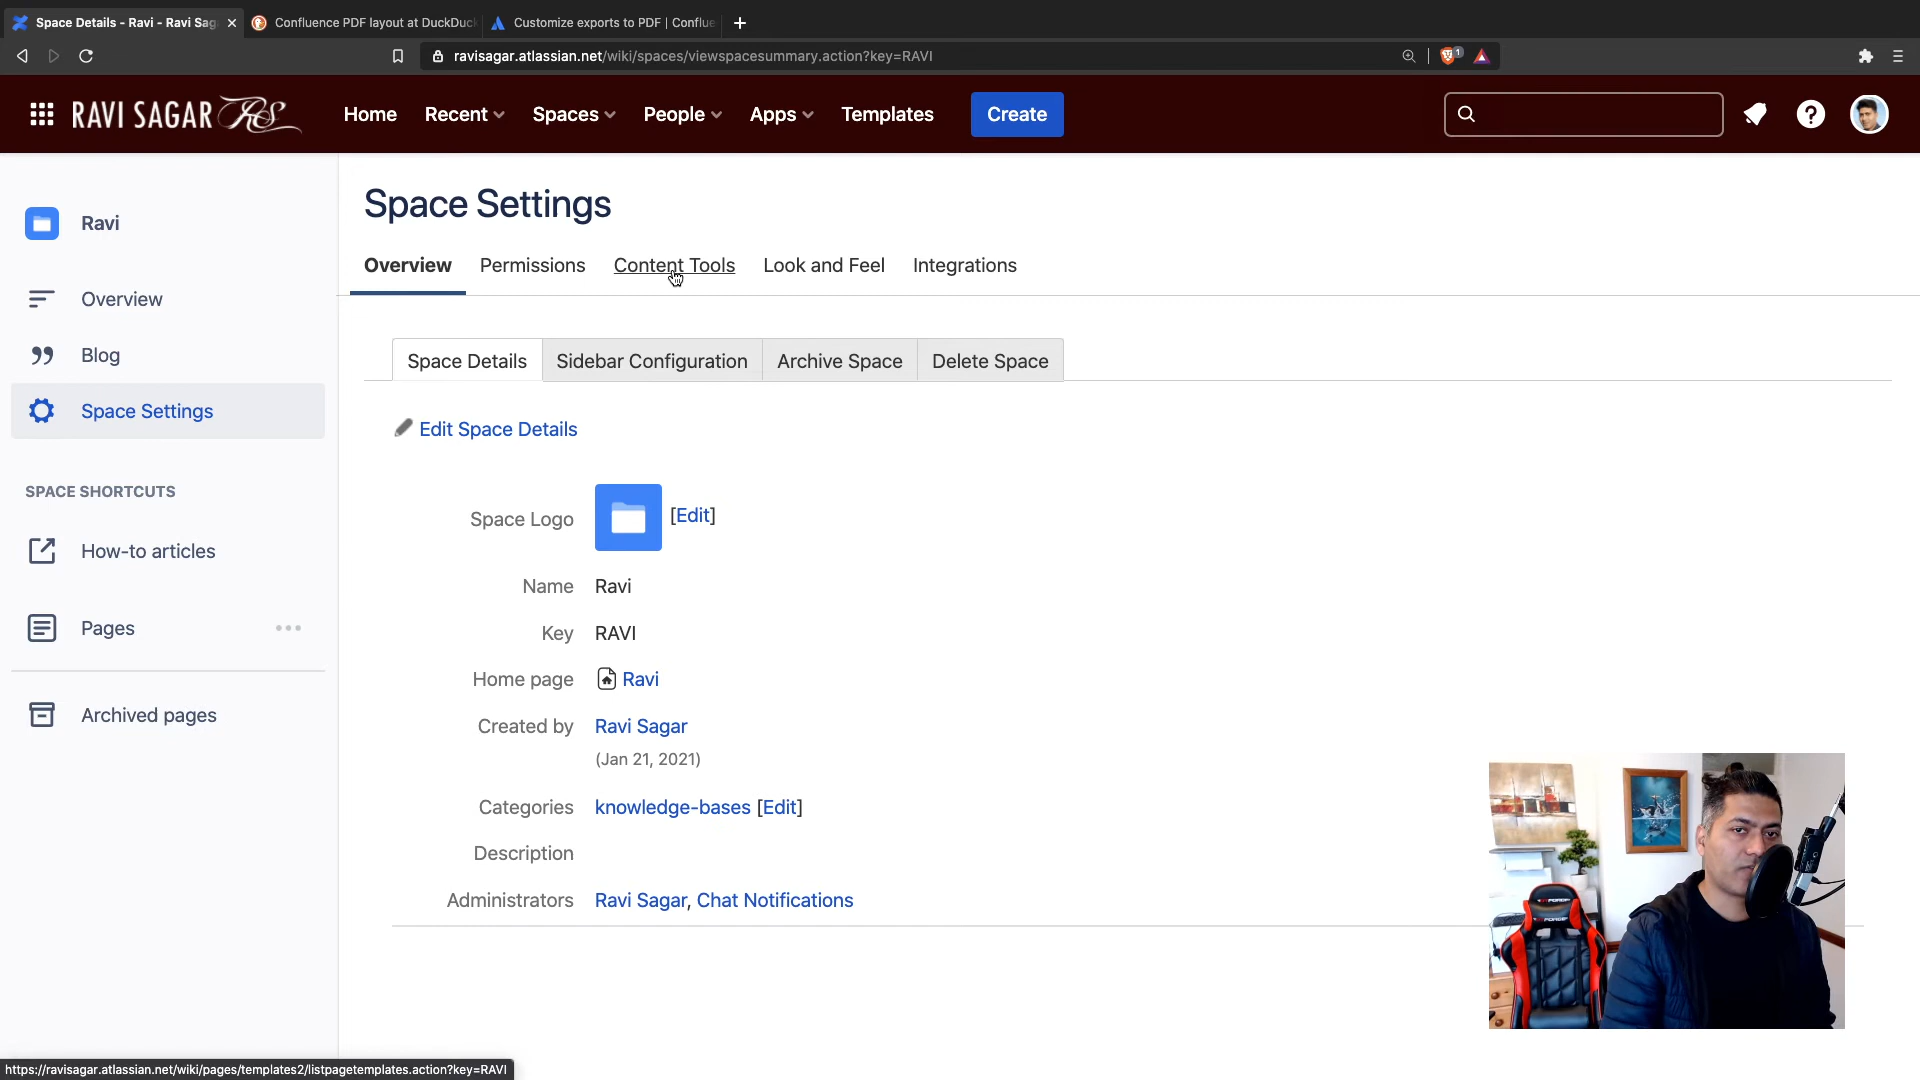 Space Details - Ravi - Ravi Sag
Confluence PDF layout at DuckDuc
Customize exports to PDF | Conflue
ravisagar.atlassian.net/wiki/spaces/viewspacesummary.action?key=RAVI
1
RAVI SAGAR RS
Home
Recent
Spaces
People
Apps
Templates
Create
Ravi
Overview
Blog
Space Settings
SPACE SHORTCUTS
How-to articles
Pages
Archived pages
Space Settings
Overview
Permissions
Content Tools
Look and Feel
Integrations
Space Details
Sidebar Configuration
Archive Space
Delete Space
Edit Space Details
Space Logo [Edit]
Name Ravi
Key RAVI
Home page Ravi
Created by Ravi Sagar
(Jan 21, 2021)
Categories knowledge-bases [Edit]
Description
Administrators Ravi Sagar, Chat Notifications
https://ravisagar.atlassian.net/wiki/pages/templates2/listpagetemplates.action?key=RAVI